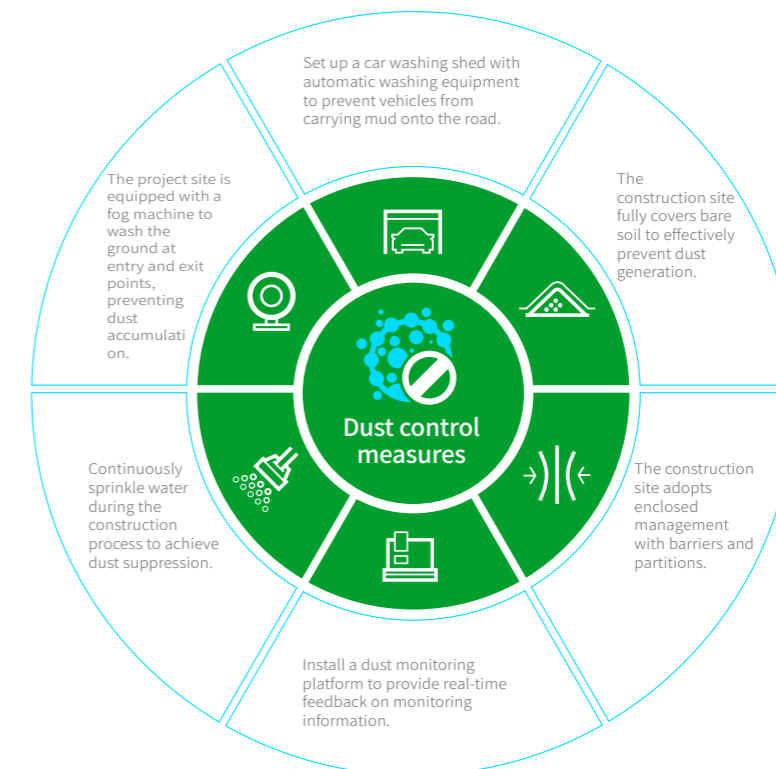 Set up a car washing shed with
automatic washing equipment
to prevent vehicles from
carrying mud onto the road.
The
construction site
fully covers bare
soil to effectively
prevent dust
generation.
The construction
site adopts
enclosed
management
with barriers and
partitions.
Install a dust monitoring
platform to provide real-time
feedback on monitoring
information.
Continuously
sprinkle water
during the
construction
process to achieve
dust suppression.
The project site is
equipped with a
fog machine to
wash the
ground at
entry and exit
points,
preventing
dust
accumulati
on.
Dust control
measures